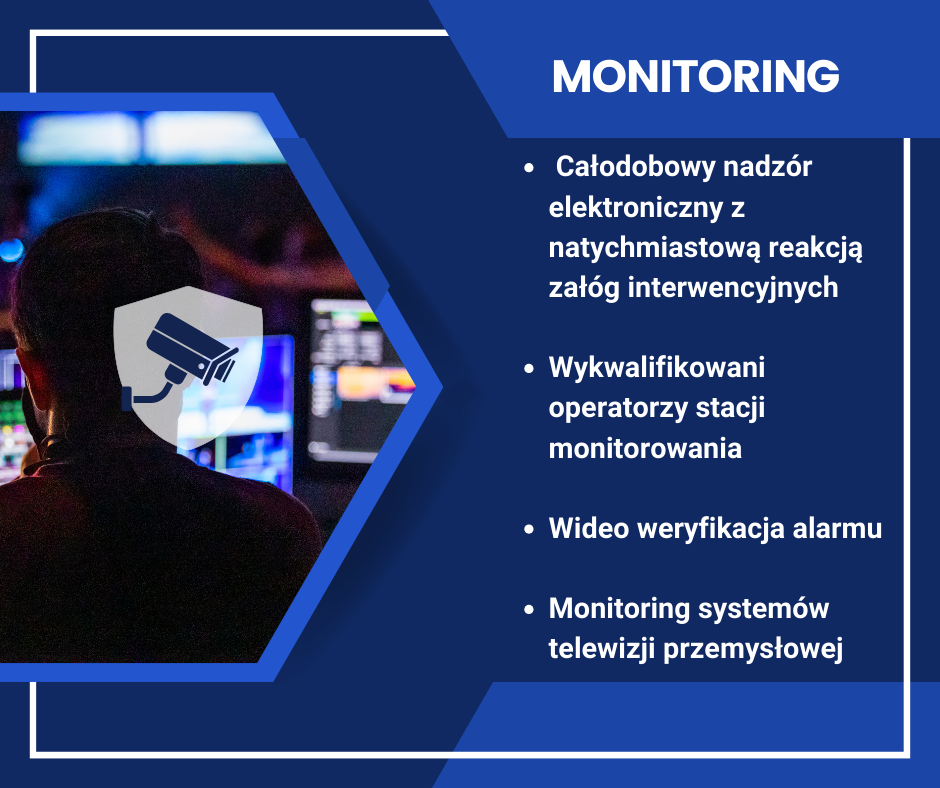 MONITORING
• Całodobowy nadzór
elektroniczny z
natychmiastową reakcją
załóg interwencyjnych
• Wykwalifikowani
operatorzy stacji
monitorowania
• Wideo weryfikacja alarmu
• Monitoring systemów
telewizji przemysłowej